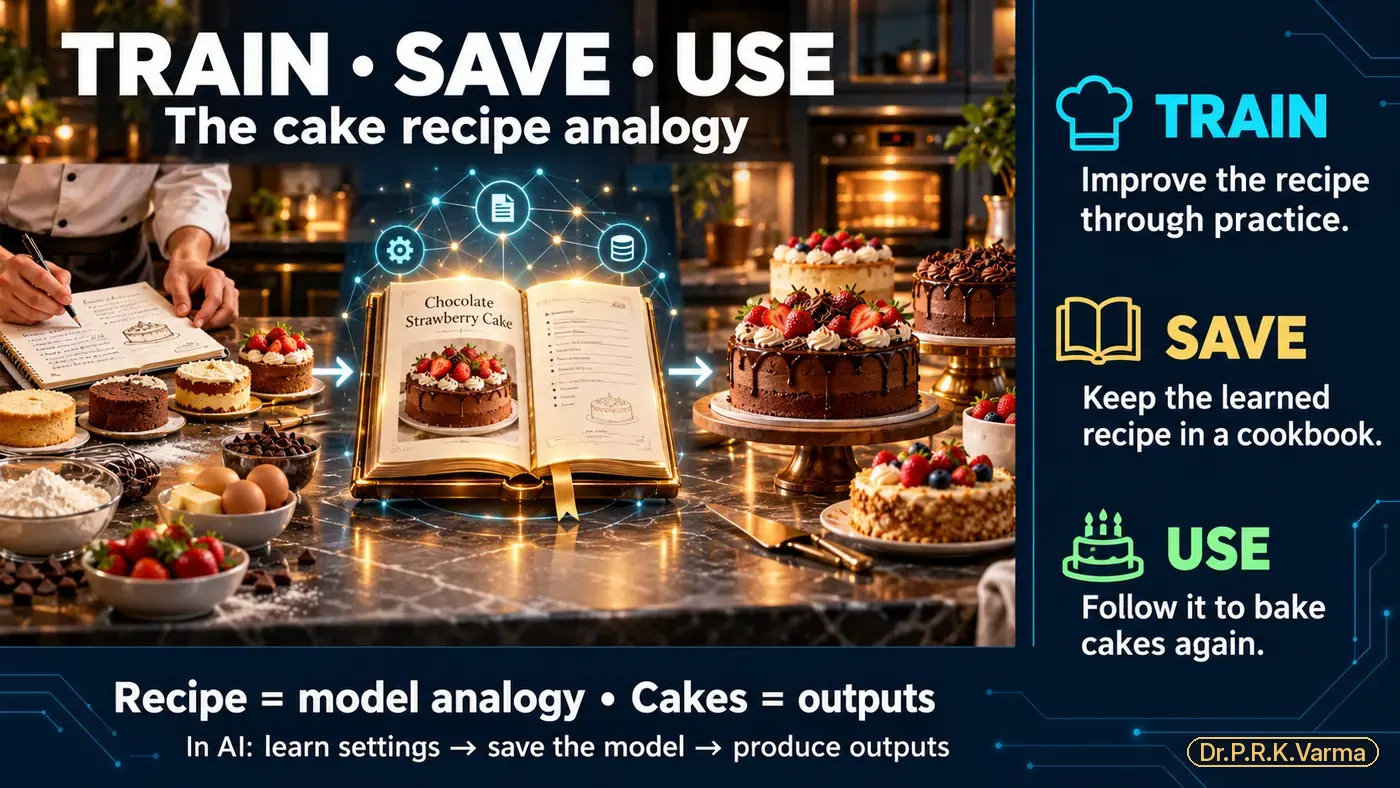 TRAIN • SAVE • USE
The cake recipe analogy
Chocolate
Strawberry Cake
TRAIN
Improve the recipe
through practice.
SAVE
Keep the learned
recipe in a cookbook.
USE
Follow it to bake
cakes again.
Recipe = model analogy • Cakes = outputs
In AI: learn settings → save the model → produce outputs
Dr.P.R.K.Varma